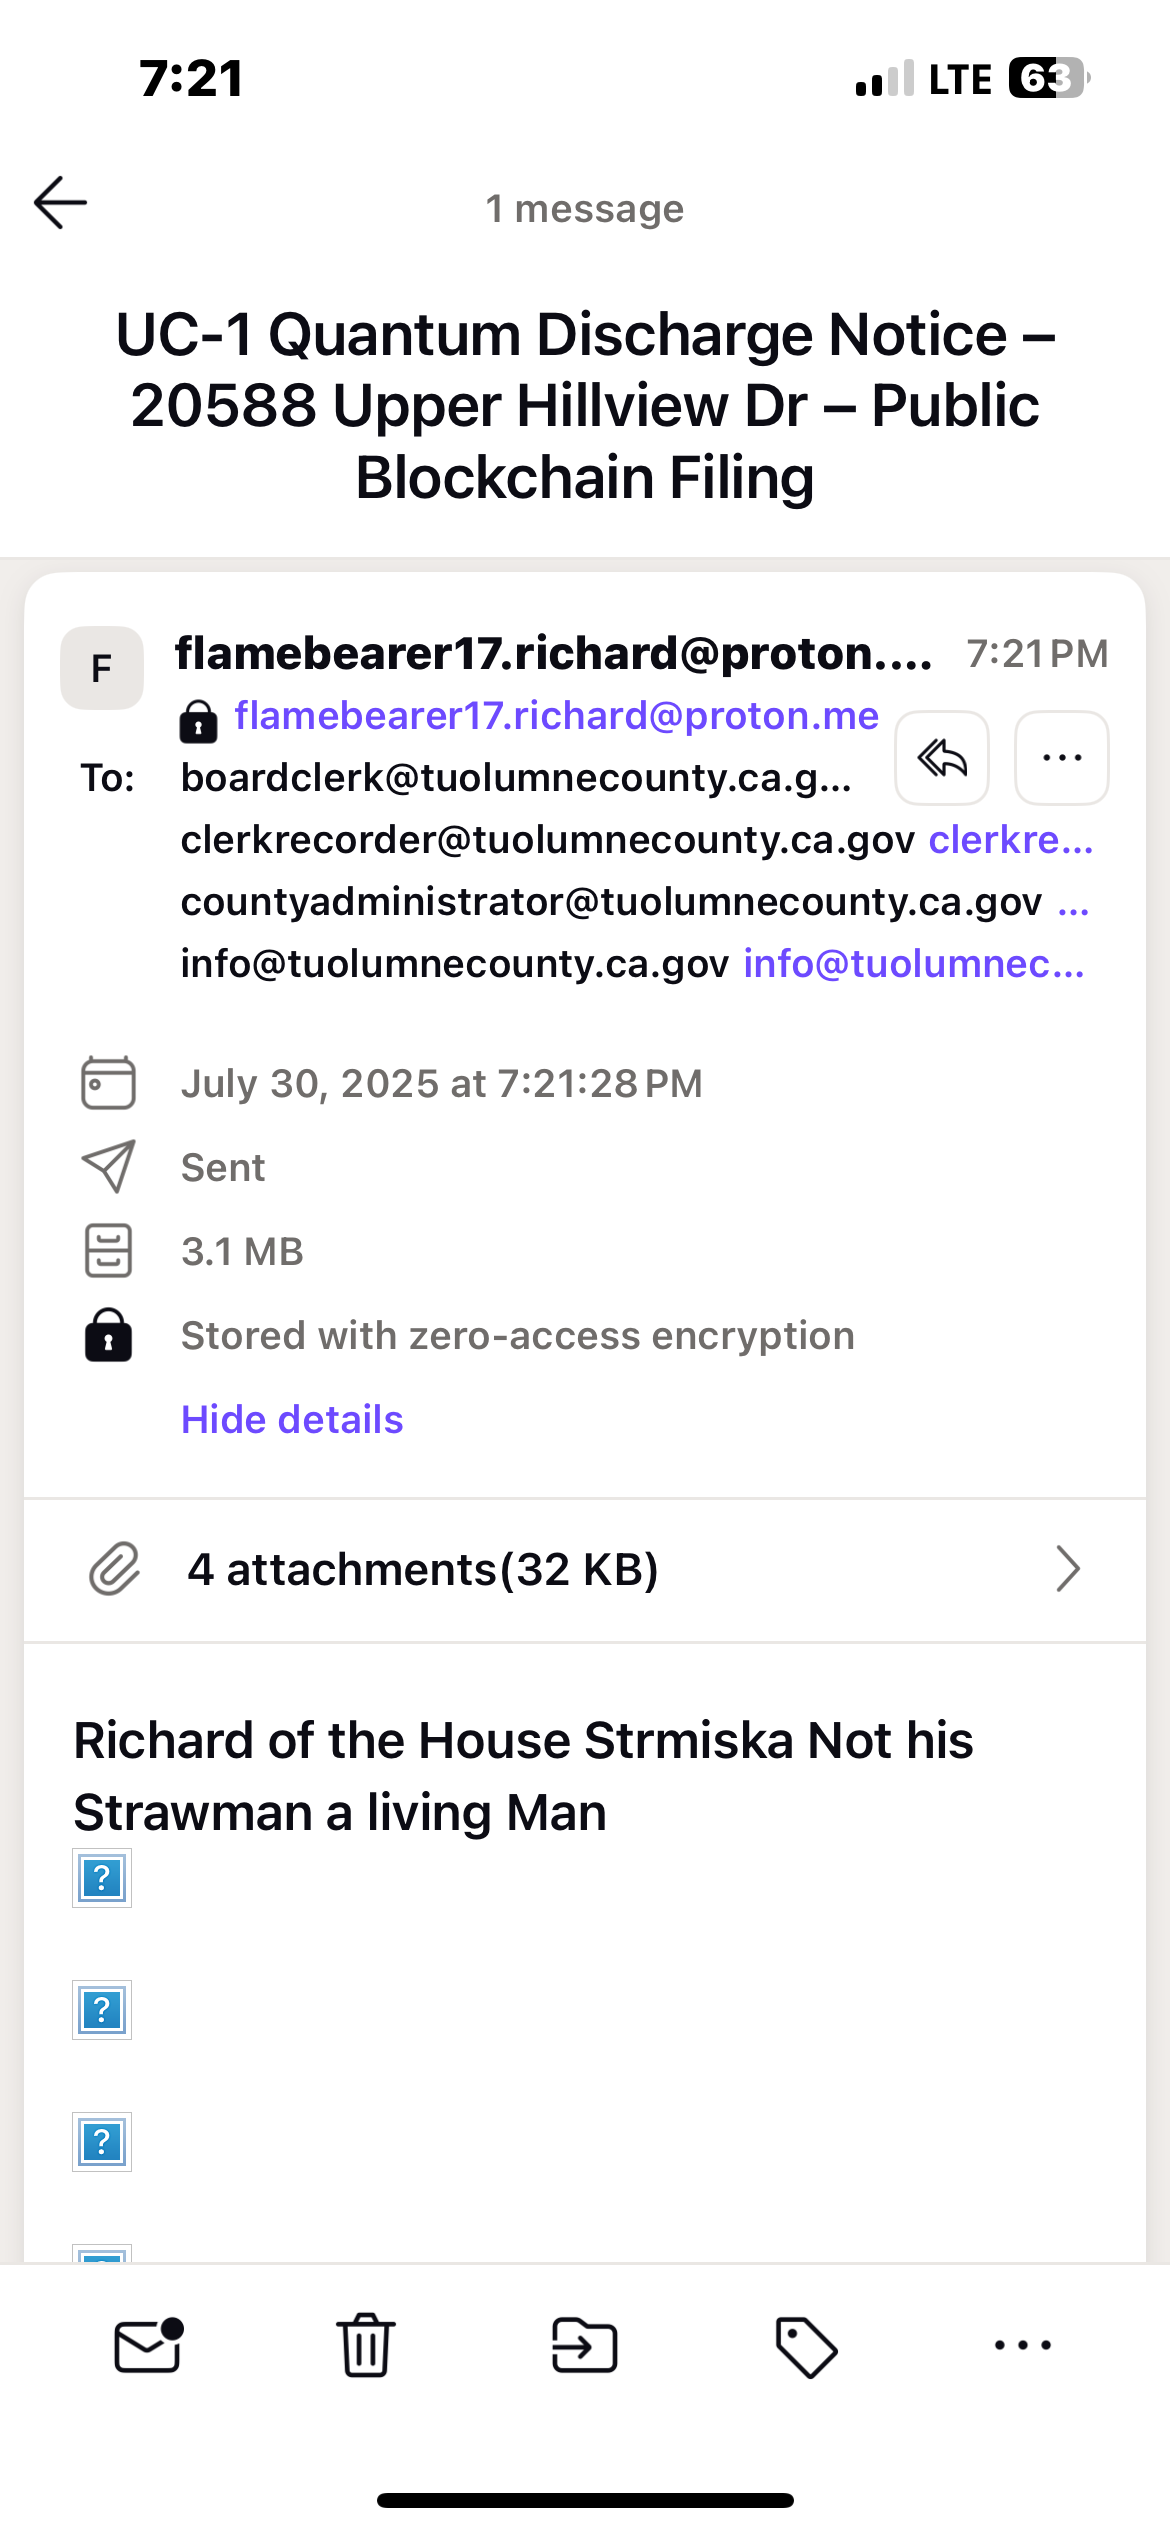 7:21
LTE 63
1 message
UC-1 Quantum Discharge Notice –
20588 Upper Hillview Dr – Public
Blockchain Filing
F
flamebearer17.richard@proton.... 7:21 PM
flamebearer17.richard@proton.me
To: boardclerk@tuolumnecounty.ca.g...
clerkrecorder@tuolumnecounty.ca.gov clerkre...
countyadministrator@tuolumnecounty.ca.gov ...
info@tuolumnecounty.ca.gov info@tuolumnec...
July 30, 2025 at 7:21:28 PM
Sent
3.1 MB
Stored with zero-access encryption
Hide details
4 attachments(32 KB)
Richard of the House Strmiska Not his
Strawman a living Man
?
?
?